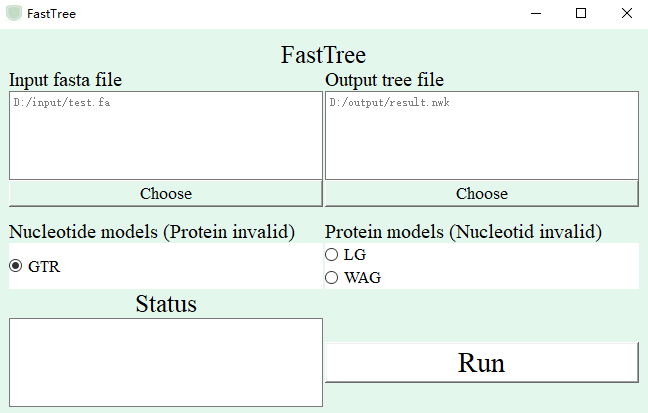 FastTree
FastTree
Input fasta file
Output tree file
D:/input/test.fa
D:/output/result.nwk
Choose
Choose
Nucleotide models (Protein invalid)
Protein models (Nucleotid invalid)
GTR
LG
WAG
Status
Run